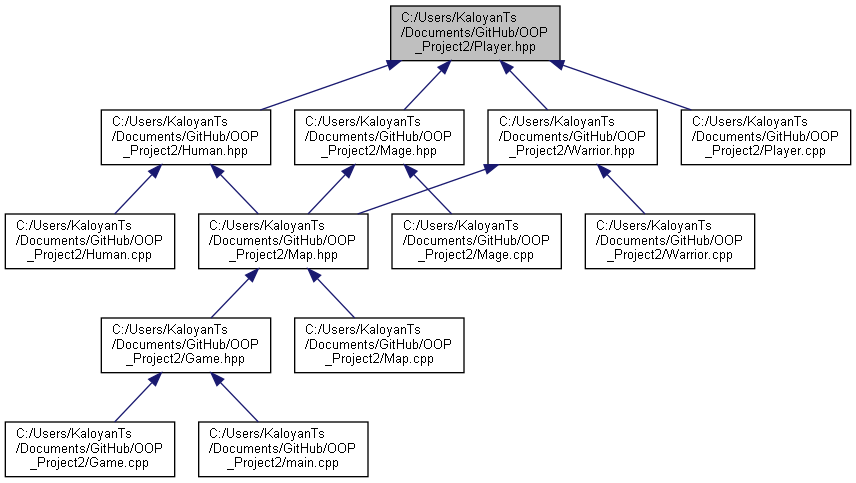 C:/Users/KaloyanTs
/Documents/GitHub/OOP
_Project2/Player.hpp
C:/Users/KaloyanTs
/Documents/GitHub/OOP
_Project2/Human.hpp
C:/Users/KaloyanTs
/Documents/GitHub/OOP
_Project2/Mage.hpp
C:/Users/KaloyanTs
/Documents/GitHub/OOP
_Project2/Warrior.hpp
C:/Users/KaloyanTs
/Documents/GitHub/OOP
_Project2/Player.cpp
C:/Users/KaloyanTs
/Documents/GitHub/OOP
_Project2/Human.cpp
C:/Users/KaloyanTs
/Documents/GitHub/OOP
_Project2/Map.hpp
C:/Users/KaloyanTs
/Documents/GitHub/OOP
_Project2/Mage.cpp
C:/Users/KaloyanTs
/Documents/GitHub/OOP
_Project2/Warrior.cpp
C:/Users/KaloyanTs
/Documents/GitHub/OOP
_Project2/Game.hpp
C:/Users/KaloyanTs
/Documents/GitHub/OOP
_Project2/Map.cpp
C:/Users/KaloyanTs
/Documents/GitHub/OOP
_Project2/Game.cpp
C:/Users/KaloyanTs
/Documents/GitHub/OOP
_Project2/main.cpp